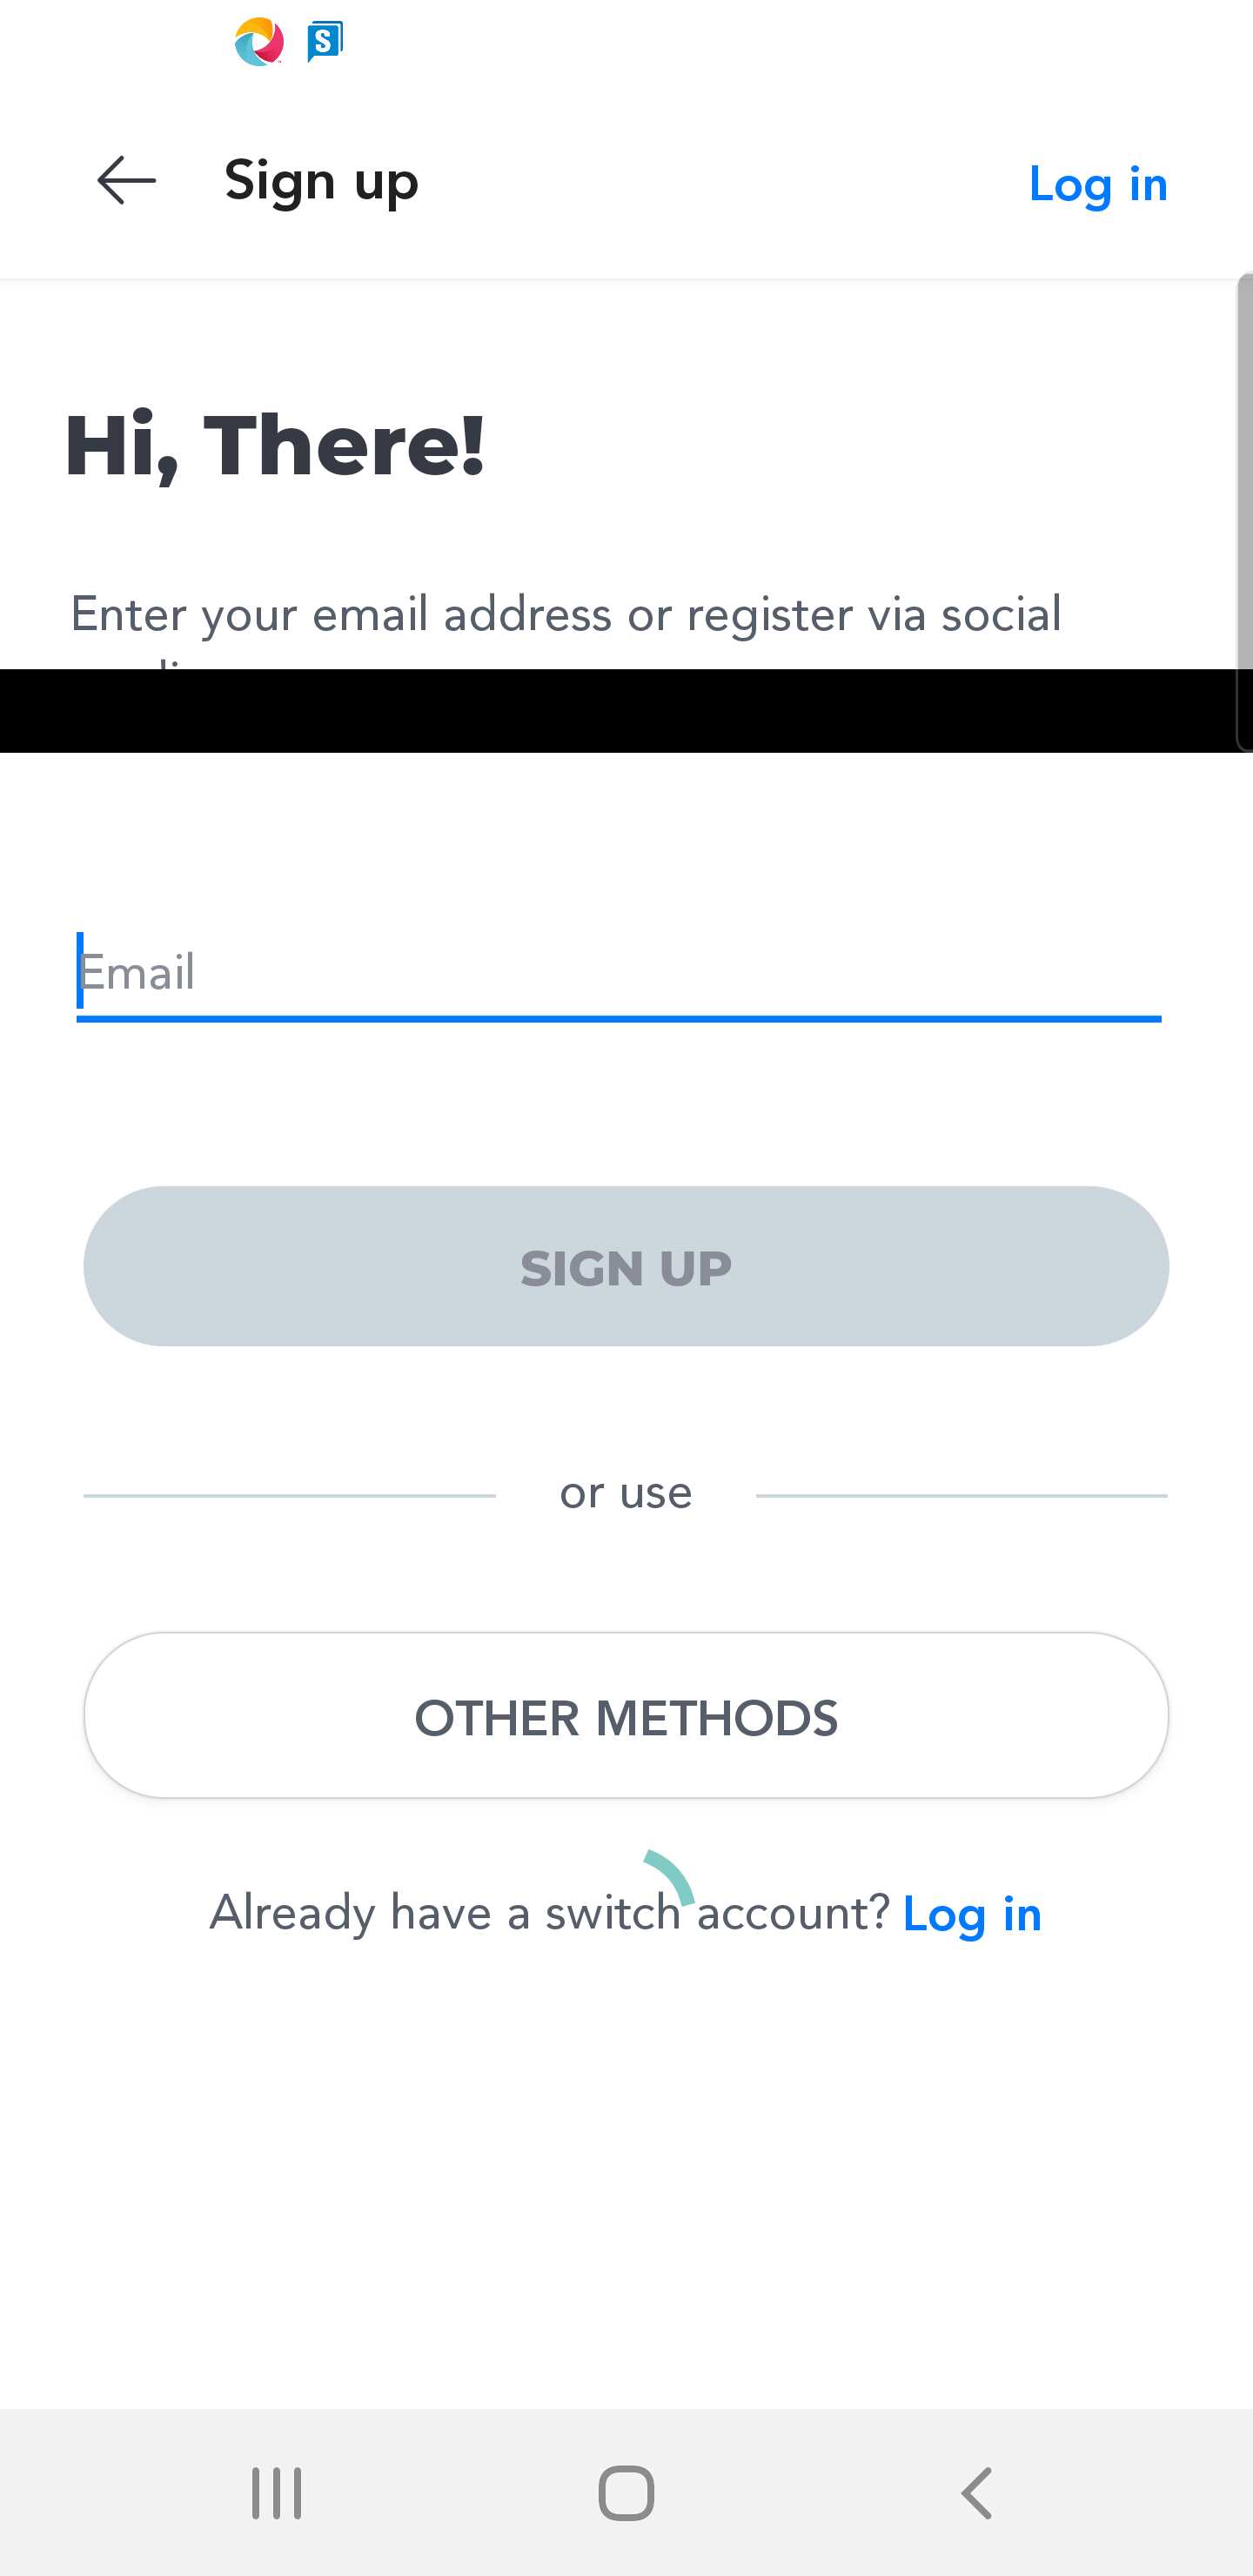 S
Sign up
Log in
Hi, There!
Enter your email address or register via social
Email
SIGN UP
or use
OTHER METHODS
Already have a switch account? Log in